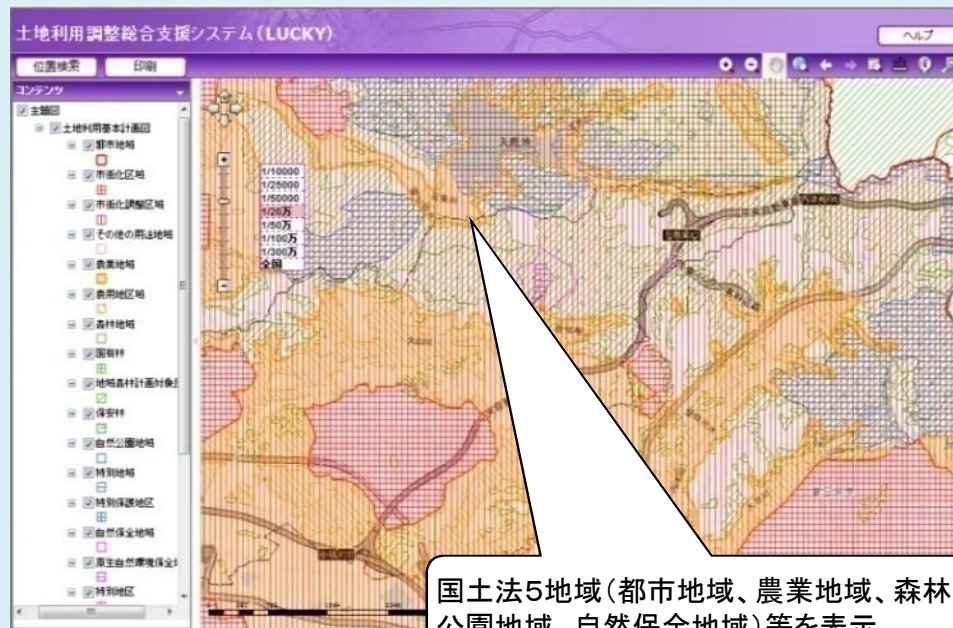 土地利用調整総合支援システム(LUCKY)
ヘルプ
位置検索 印刷
コンテンツ
主題図
土地利用基本計画図
都市地域
市街化区域
市街化調整区域
その他の用途地域
農業地域
農用地区域
森林地域
国有林
地域森林計画対象
保安林
自然公園地域
特別地域
特別保護地区
自然保全地域
原生自然環境保全
特別地区
1/10000
1/25000
1/50000
1/20万
1/50万
1/100万
1/300万
全国
入鹿池
国土法5地域(都市地域、農業地域、森林
公園地域、自然保全地域)等を表示